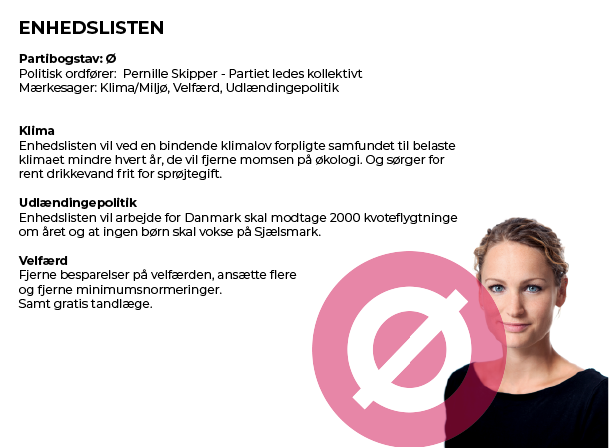 ENHEDSLISTEN
Partibogstav: Ø
Politisk ordfører:  Pernille Skipper - Partiet ledes kollektivt
Mærkesager: Klima/Miljø, Velfærd, Udlændingepolitik
Klima
Enhedslisten vil ved en bindende klimalov forpligte samfundet til belaste
klimaet mindre hvert år, de vil fjerne momsen på økologi. Og sørger for
rent drikkevand frit for sprøjtegift.
Udlændingepolitik
Enhedslisten vil arbejde for Danmark skal modtage 2000 kvoteflygtninge
om året og at ingen børn skal vokse på Sjælsmark.
Velfærd
Fjerne besparelser på velfærden, ansætte flere
og fjerne minimumsnormeringer.
Samt gratis tandlæge.
Ø